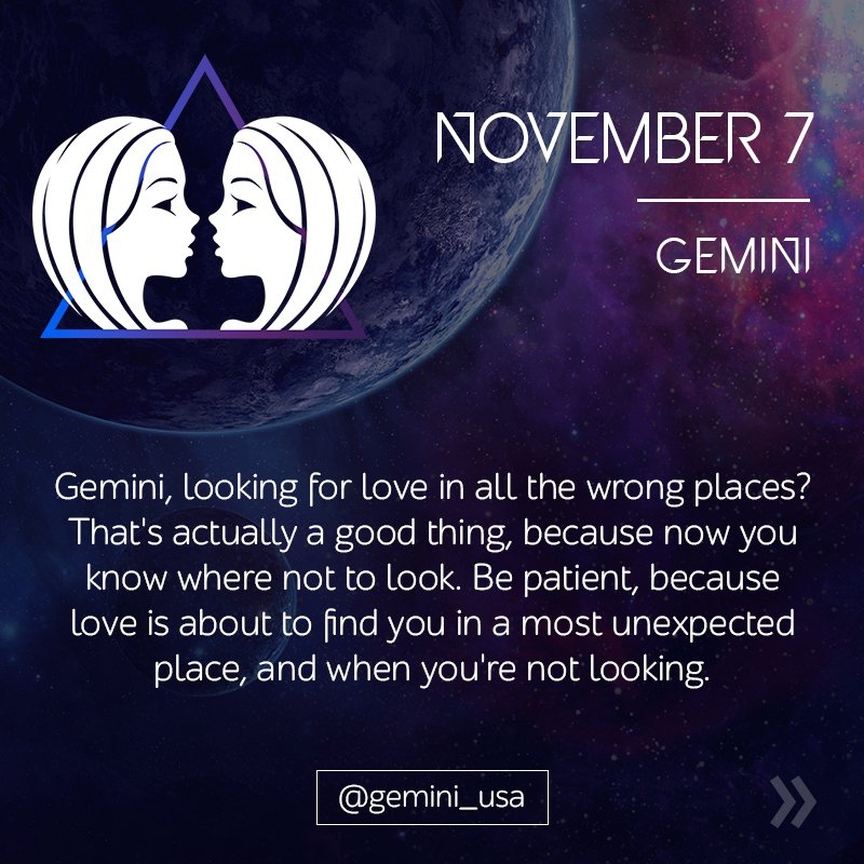 NOVEMBER 7
GEMINI
Gemini, looking for love in all the wrong places?
That's actually a good thing, because now you
know where not to look. Be patient, because
love is about to find you in a most unexpected
place, and when you're not looking.
@gemini_usa